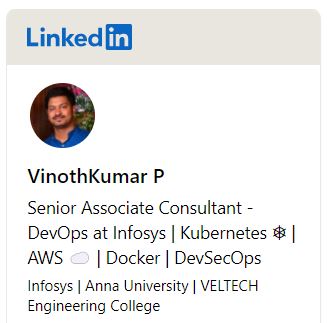 LinkedIn
VinothKumar P
Senior Associate Consultant -
DevOps at Infosys | Kubernetes ☸ |
AWS ☁ | Docker | DevSecOps
Infosys | Anna University | VELTECH
Engineering College